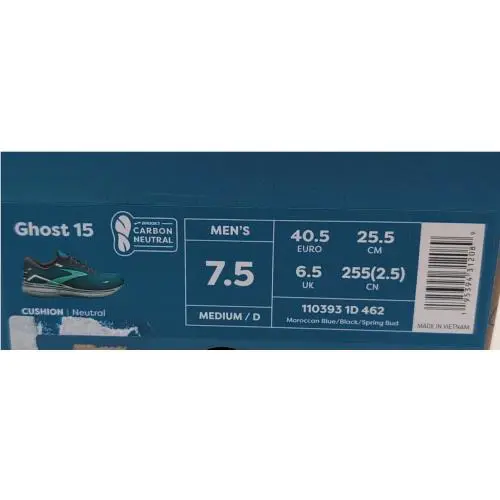 Ghost 15
CARBON
NEUTRAL
CUSHION | Neutral
MEN'S
7.5
MEDIUM / D
40.5
EURO
25.5
CM
6.5
UK
255(2.5)
CN
110393 1D 462
Moroccan Blue/Black/Spring Bud
MADE IN VIETNAM